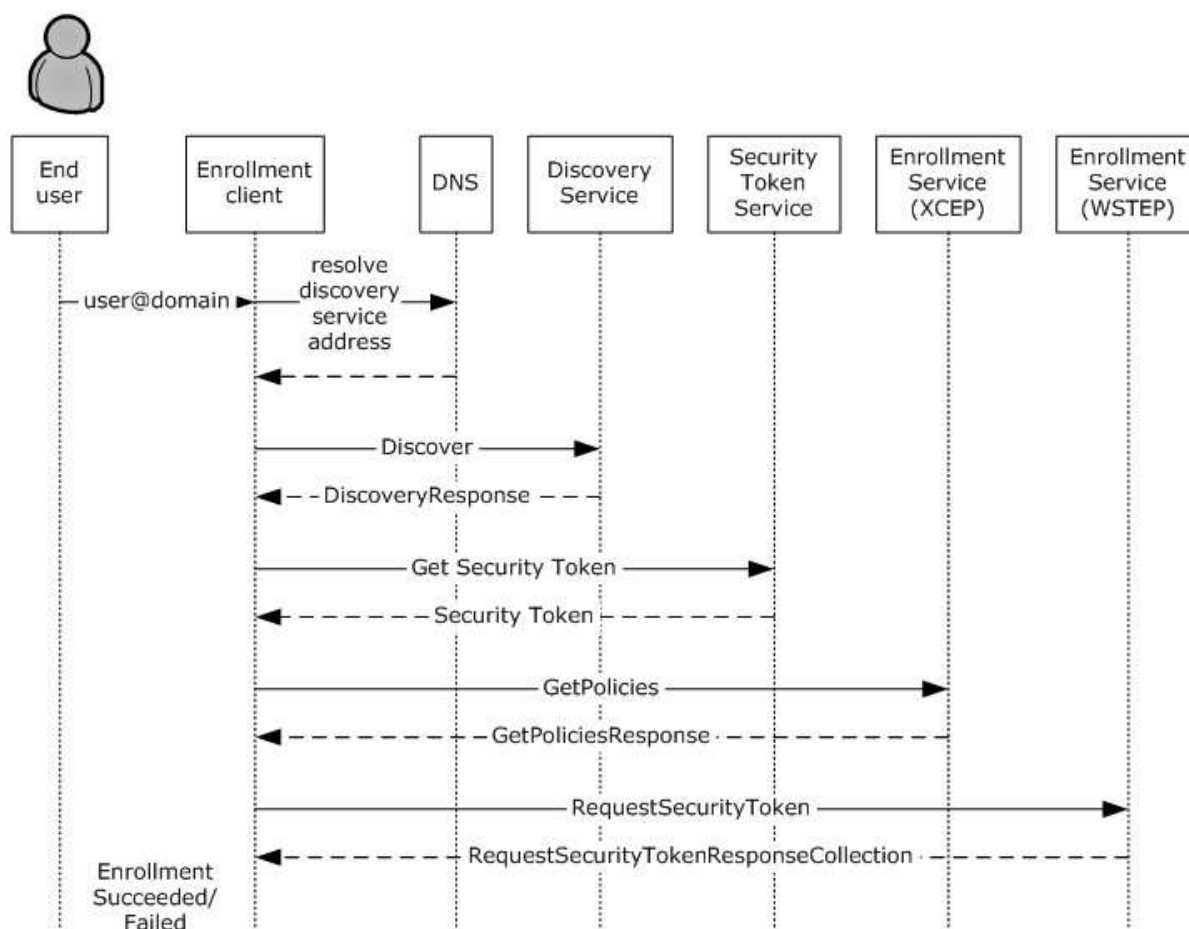 End
user
Enrollment
client
DNS
Discovery
Service
Security
Token
Service
Enrollment
Service
(XCEP)
Enrollment
Service
(WSTEP)
user@domain
resolve
discovery
service
address
Discover
DiscoveryResponse
Get Security Token
Security Token
GetPolicies
GetPoliciesResponse
RequestSecurityToken
RequestSecurityTokenResponseCollection
Enrollment
Succeeded/
Failed